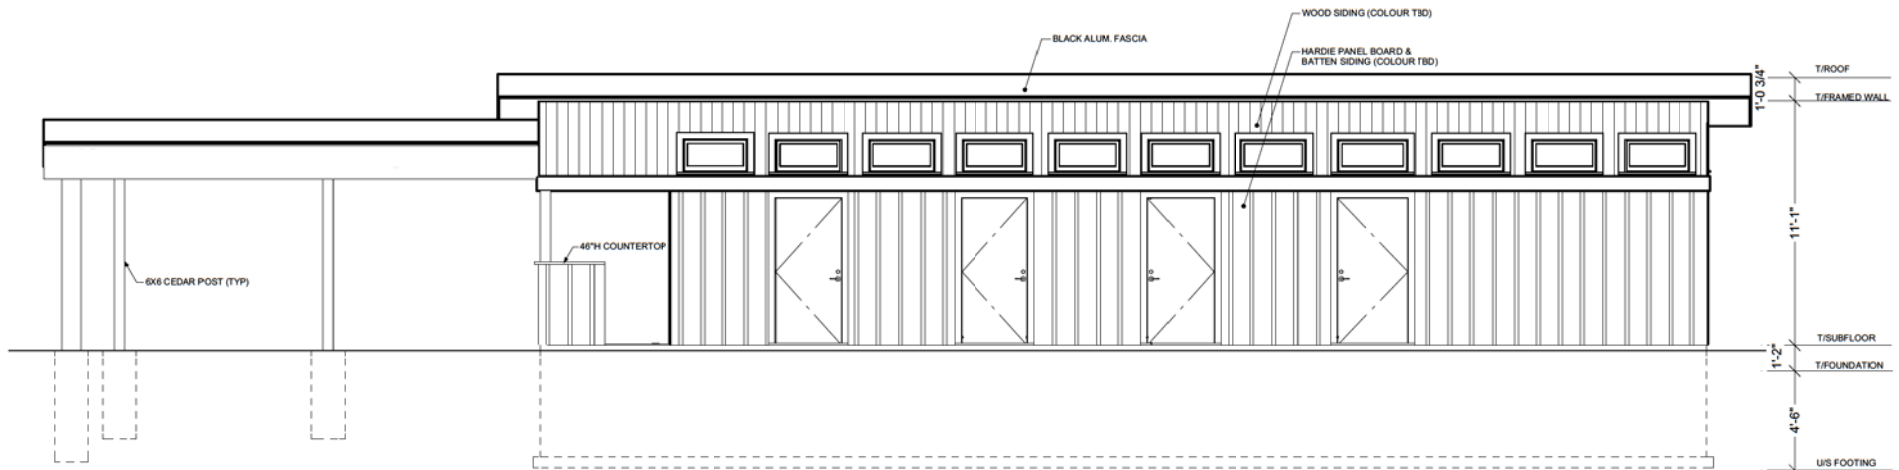 WOOD SIDING (COLOUR TBD)
BLACK ALUM. FASCIA
HARDIE PANEL BOARD &
BATTEN SIDING (COLOUR TBD)
T/ROOF
1'-0 3/4"
T/FRAMED WALL
11'-1"
46"H COUNTERTOP
6X6 CEDAR POST (TYP)
T/SUBFLOOR
1'-2"
T/FOUNDATION
4'-6"
U/S FOOTING